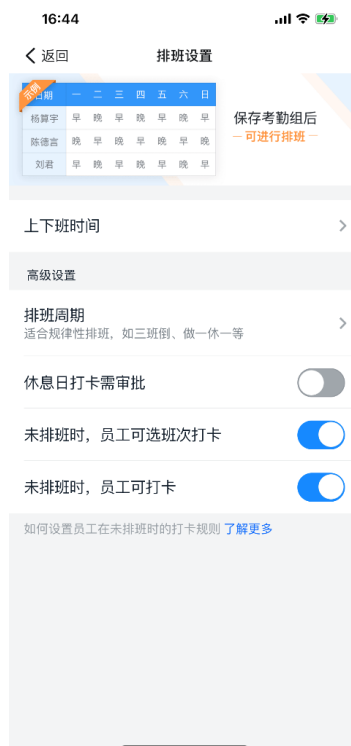 16:44
返回
排班设置
示例
日期 一 二 三 四 五 六 日
杨算宇 早 晚 早 晚 早 晚 早
陈德言 晚 早 晚 早 晚 早 晚
刘君 早 晚 早 晚 早 晚 早
保存考勤组后
可进行排班
上下班时间
高级设置
排班周期
适合规律性排班，如三班倒、做一休一等
休息日打卡需审批
未排班时，员工可选班次打卡
未排班时，员工可打卡
如何设置员工在未排班时的打卡规则 了解更多